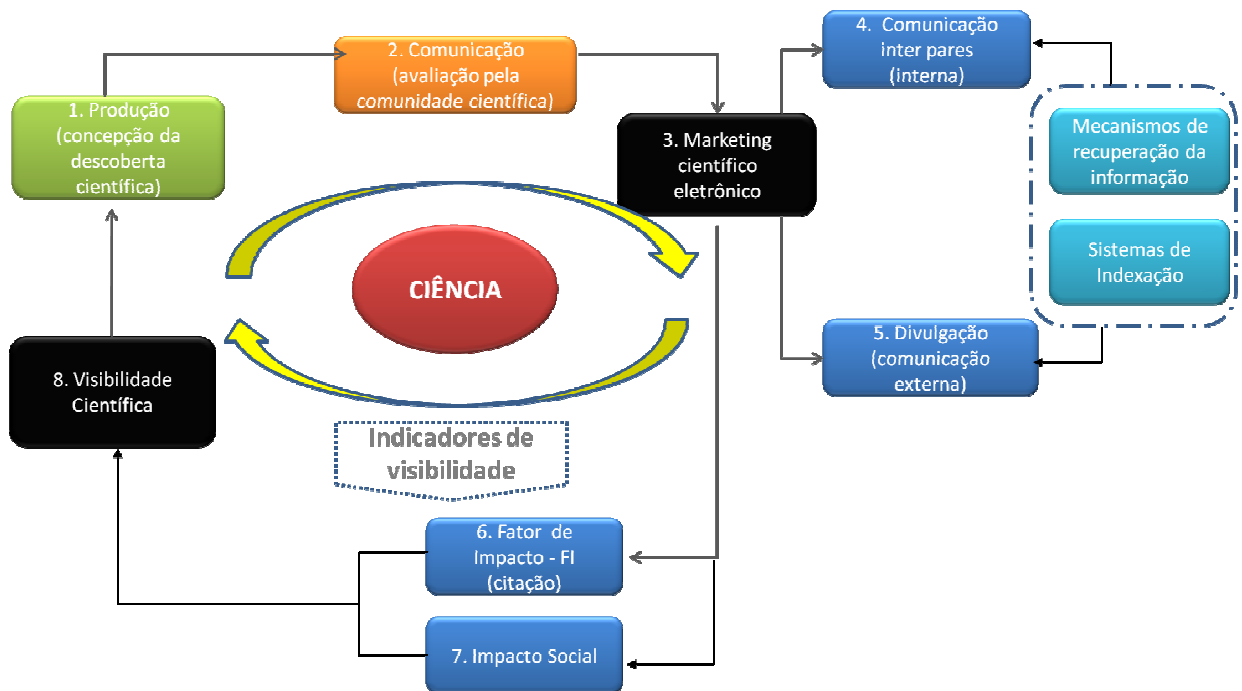 1. Produção
(concepção da
descoberta
científica)
2. Comunicação
(avaliação pela
comunidade científica)
3. Marketing
científico
eletrônico
4.  Comunicação
inter pares
(interna)
Mecanismos de
recuperação da
informação
Sistemas de
Indexação
5. Divulgação
(comunicação
externa)
CIÊNCIA
8. Visibilidade
Científica
Indicadores de
visibilidade
6. Fator  de
Impacto - FI
(citação)
7. Impacto Social